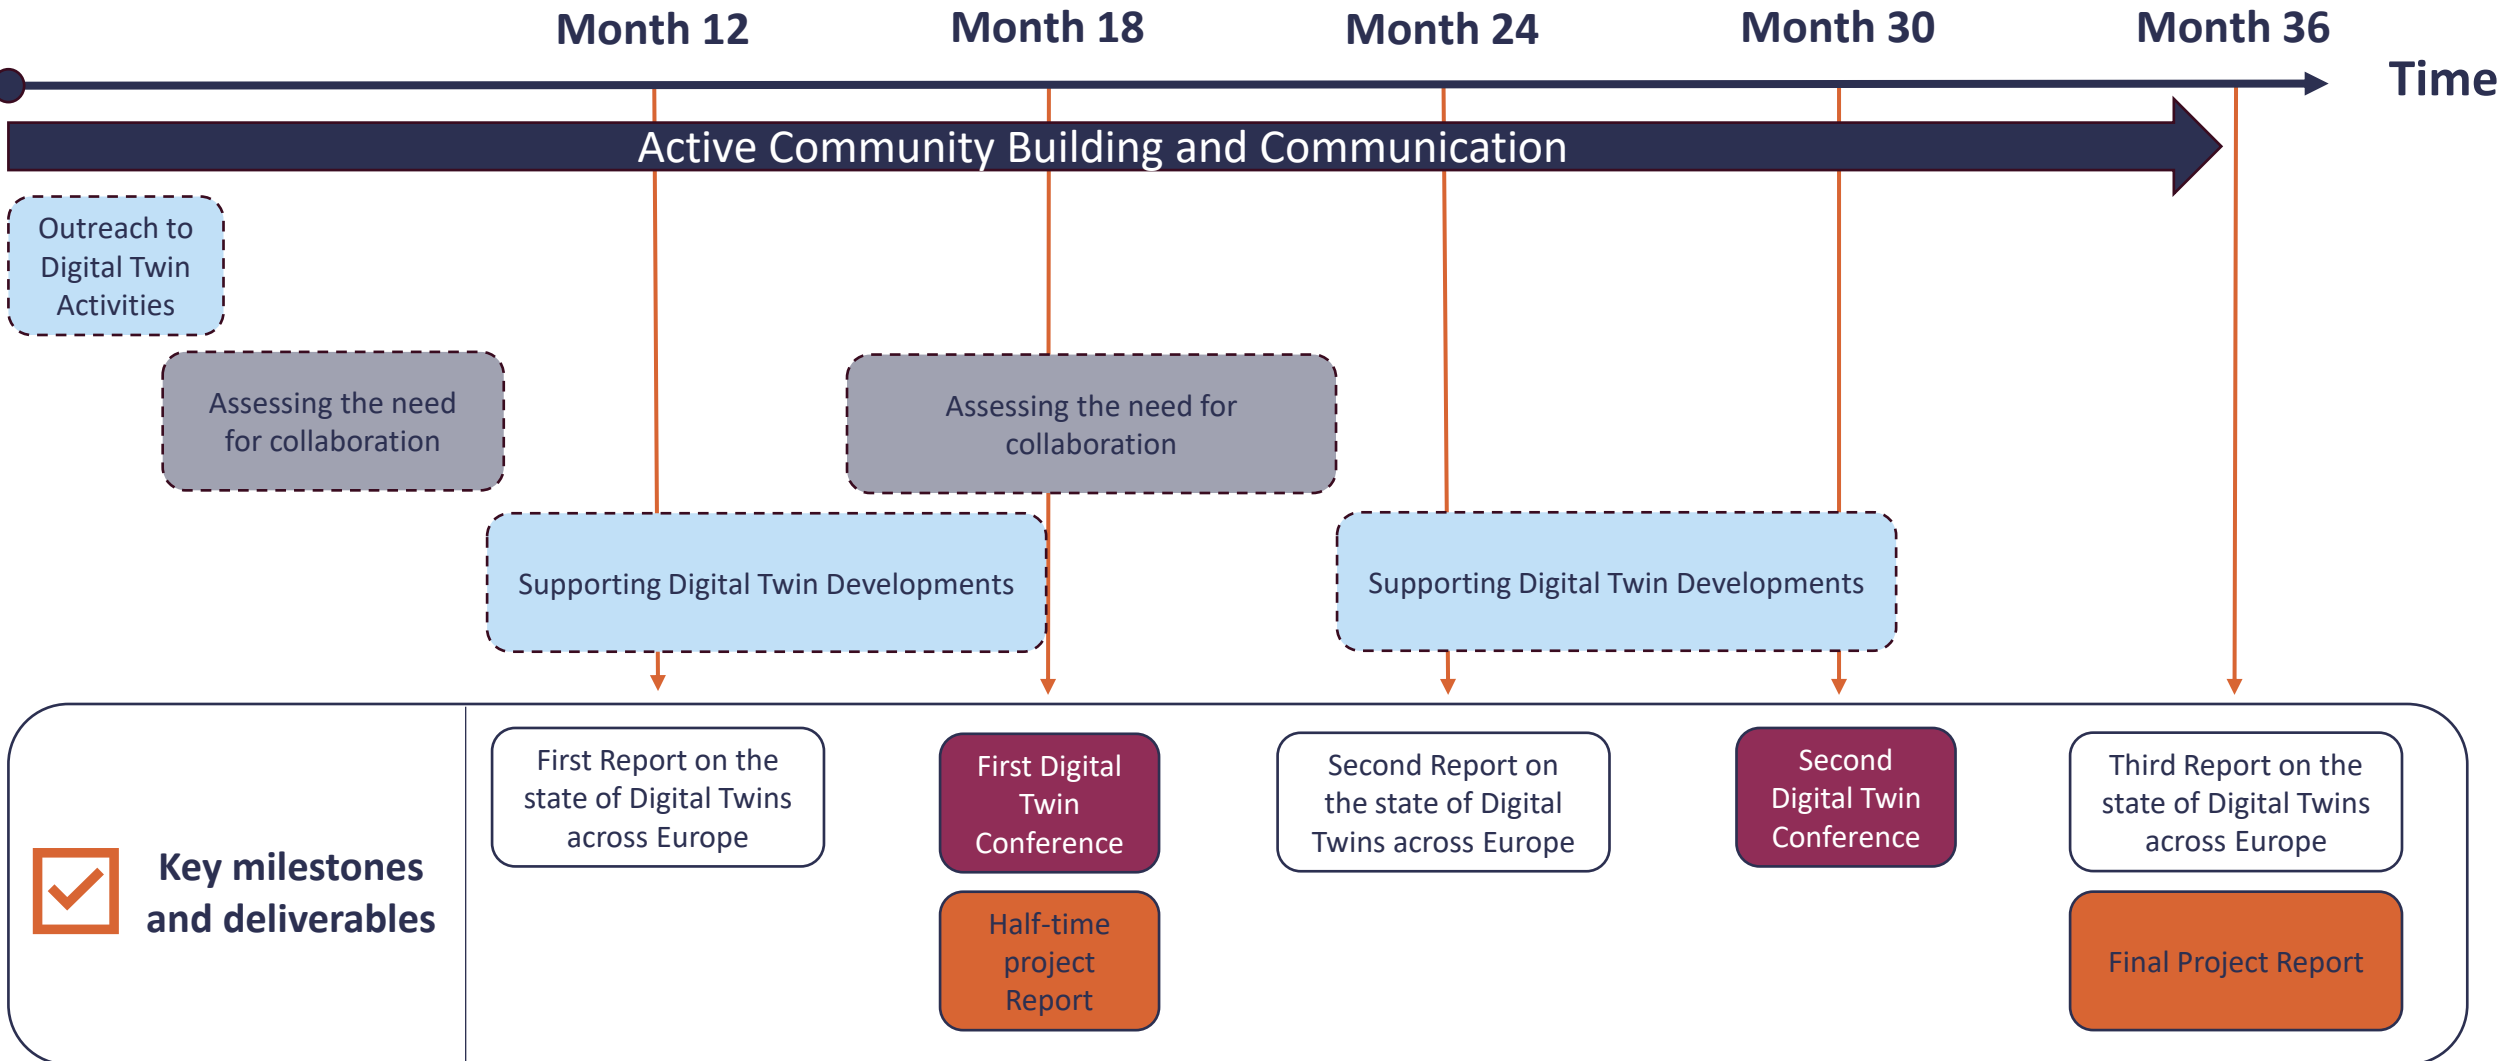 Month 12
Month 18
Month 24
Month 30
Month 36
Time
Active Community Building and Communication
Outreach to
Digital Twin
Activities
Assessing the need
for collaboration
Assessing the need for
collaboration
Supporting Digital Twin Developments
Supporting Digital Twin Developments
Key milestones
and deliverables
First Report on the
state of Digital Twins
across Europe
First Digital
Twin
Conference
Half-time
project
Report
Second Report on
the state of Digital
Twins across Europe
Second
Digital Twin
Conference
Third Report on the
state of Digital Twins
across Europe
Final Project Report